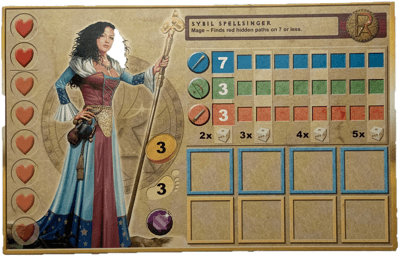 SYBIL SPELLSINGER
Mage – Finds red hidden paths on 7 or less.
7
3
3
2x 3x 4x 5x
3
3